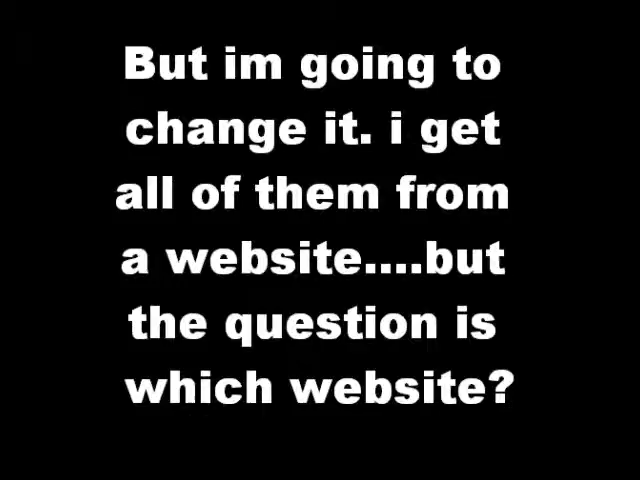 But im going to
change it. i get
all of them from
a website....but
the question is
which website?